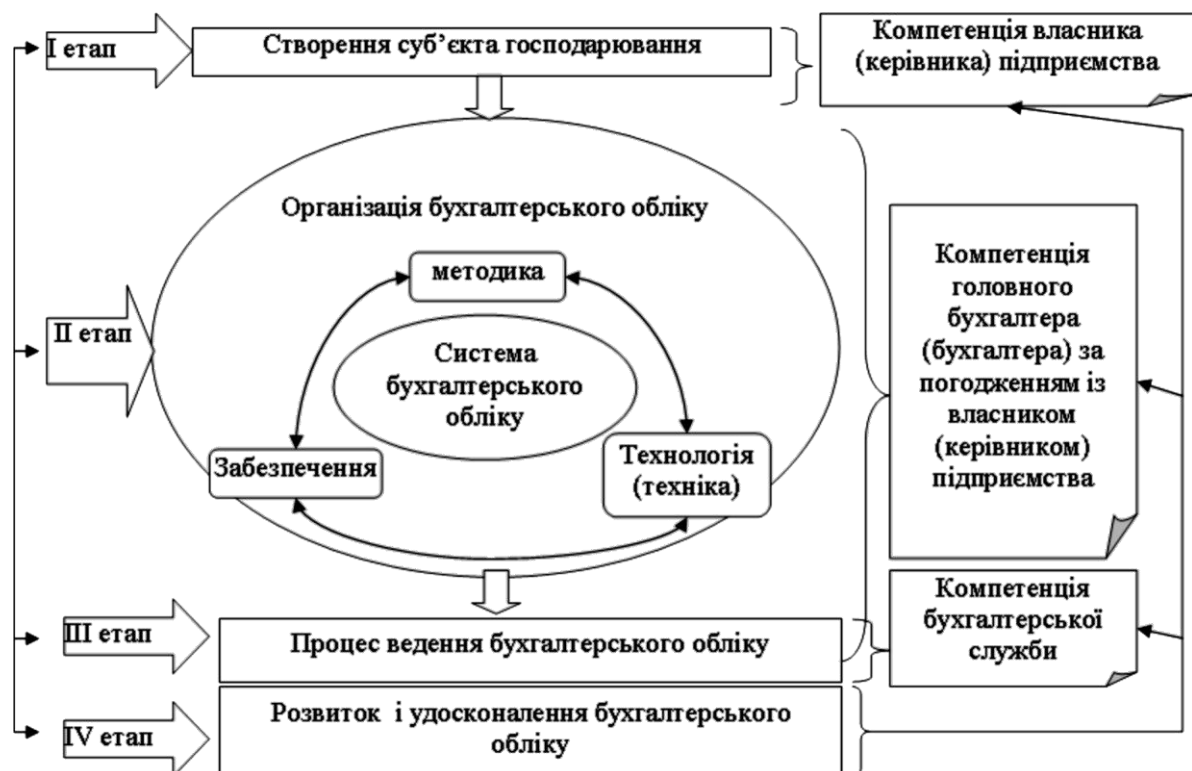 І етап
Створення суб’єкта господарювання
Компетенція власника
(керівника) підприємства
Організація бухгалтерського обліку
методика
ІІ етап
Система
бухгалтерського
обліку
Забезпечення
Технологія
(техніка)
Компетенція
головного
бухгалтера
(бухгалтера) за
погодженням із
власником
(керівником)
підприємства
ІІІ етап
Процес ведення бухгалтерського обліку
Компетенція
бухгалтерської
служби
IV етап
Розвиток і удосконалення бухгалтерського
обліку